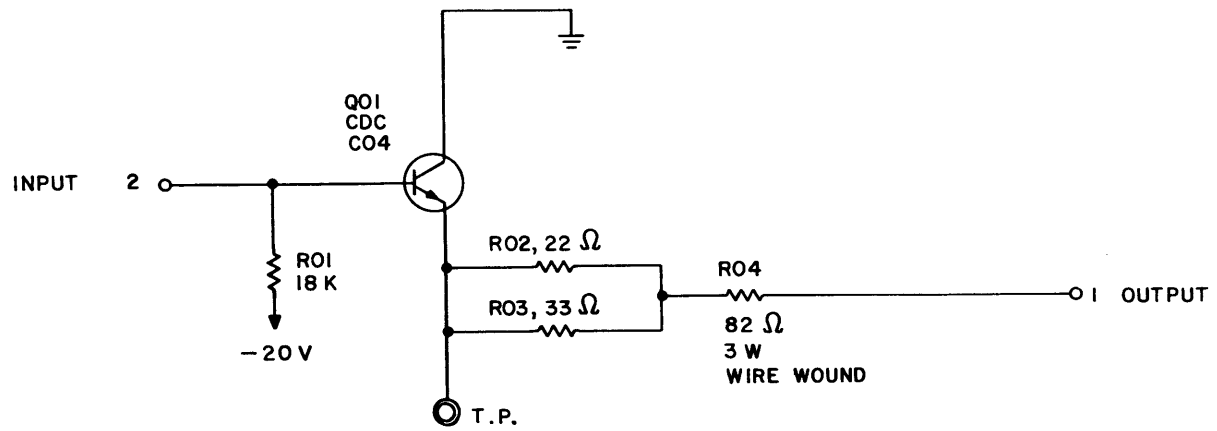 Q01
CDC
C04
INPUT 2
R01
18 K
−20 V
R02, 22 Ω
R03, 33 Ω
R04
82 Ω
3 W
WIRE WOUND
1 OUTPUT
T.P.